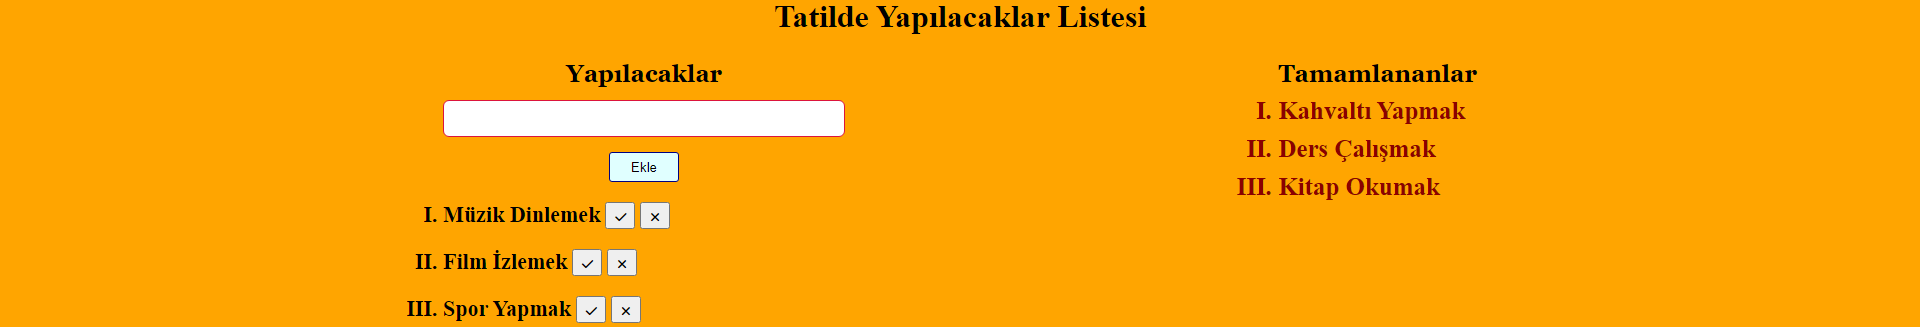 Tatilde Yapılacaklar Listesi
Yapılacaklar
Ekle
I. Müzik Dinlemek
II. Film İzlemek
III. Spor Yapmak
Tamamlananlar
I. Kahvaltı Yapmak
II. Ders Çalışmak
III. Kitap Okumak